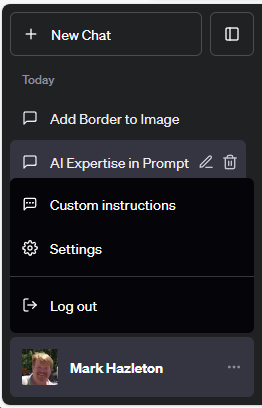 New Chat
Today
Add Border to Image
AI Expertise in Prompt
Custom instructions
Settings
Log out
Mark Hazleton